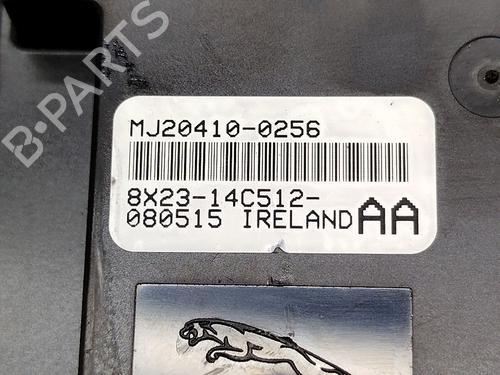 B-PARTS
MJ20410-0256
8X23-14C512-
080515 IRELAND AA